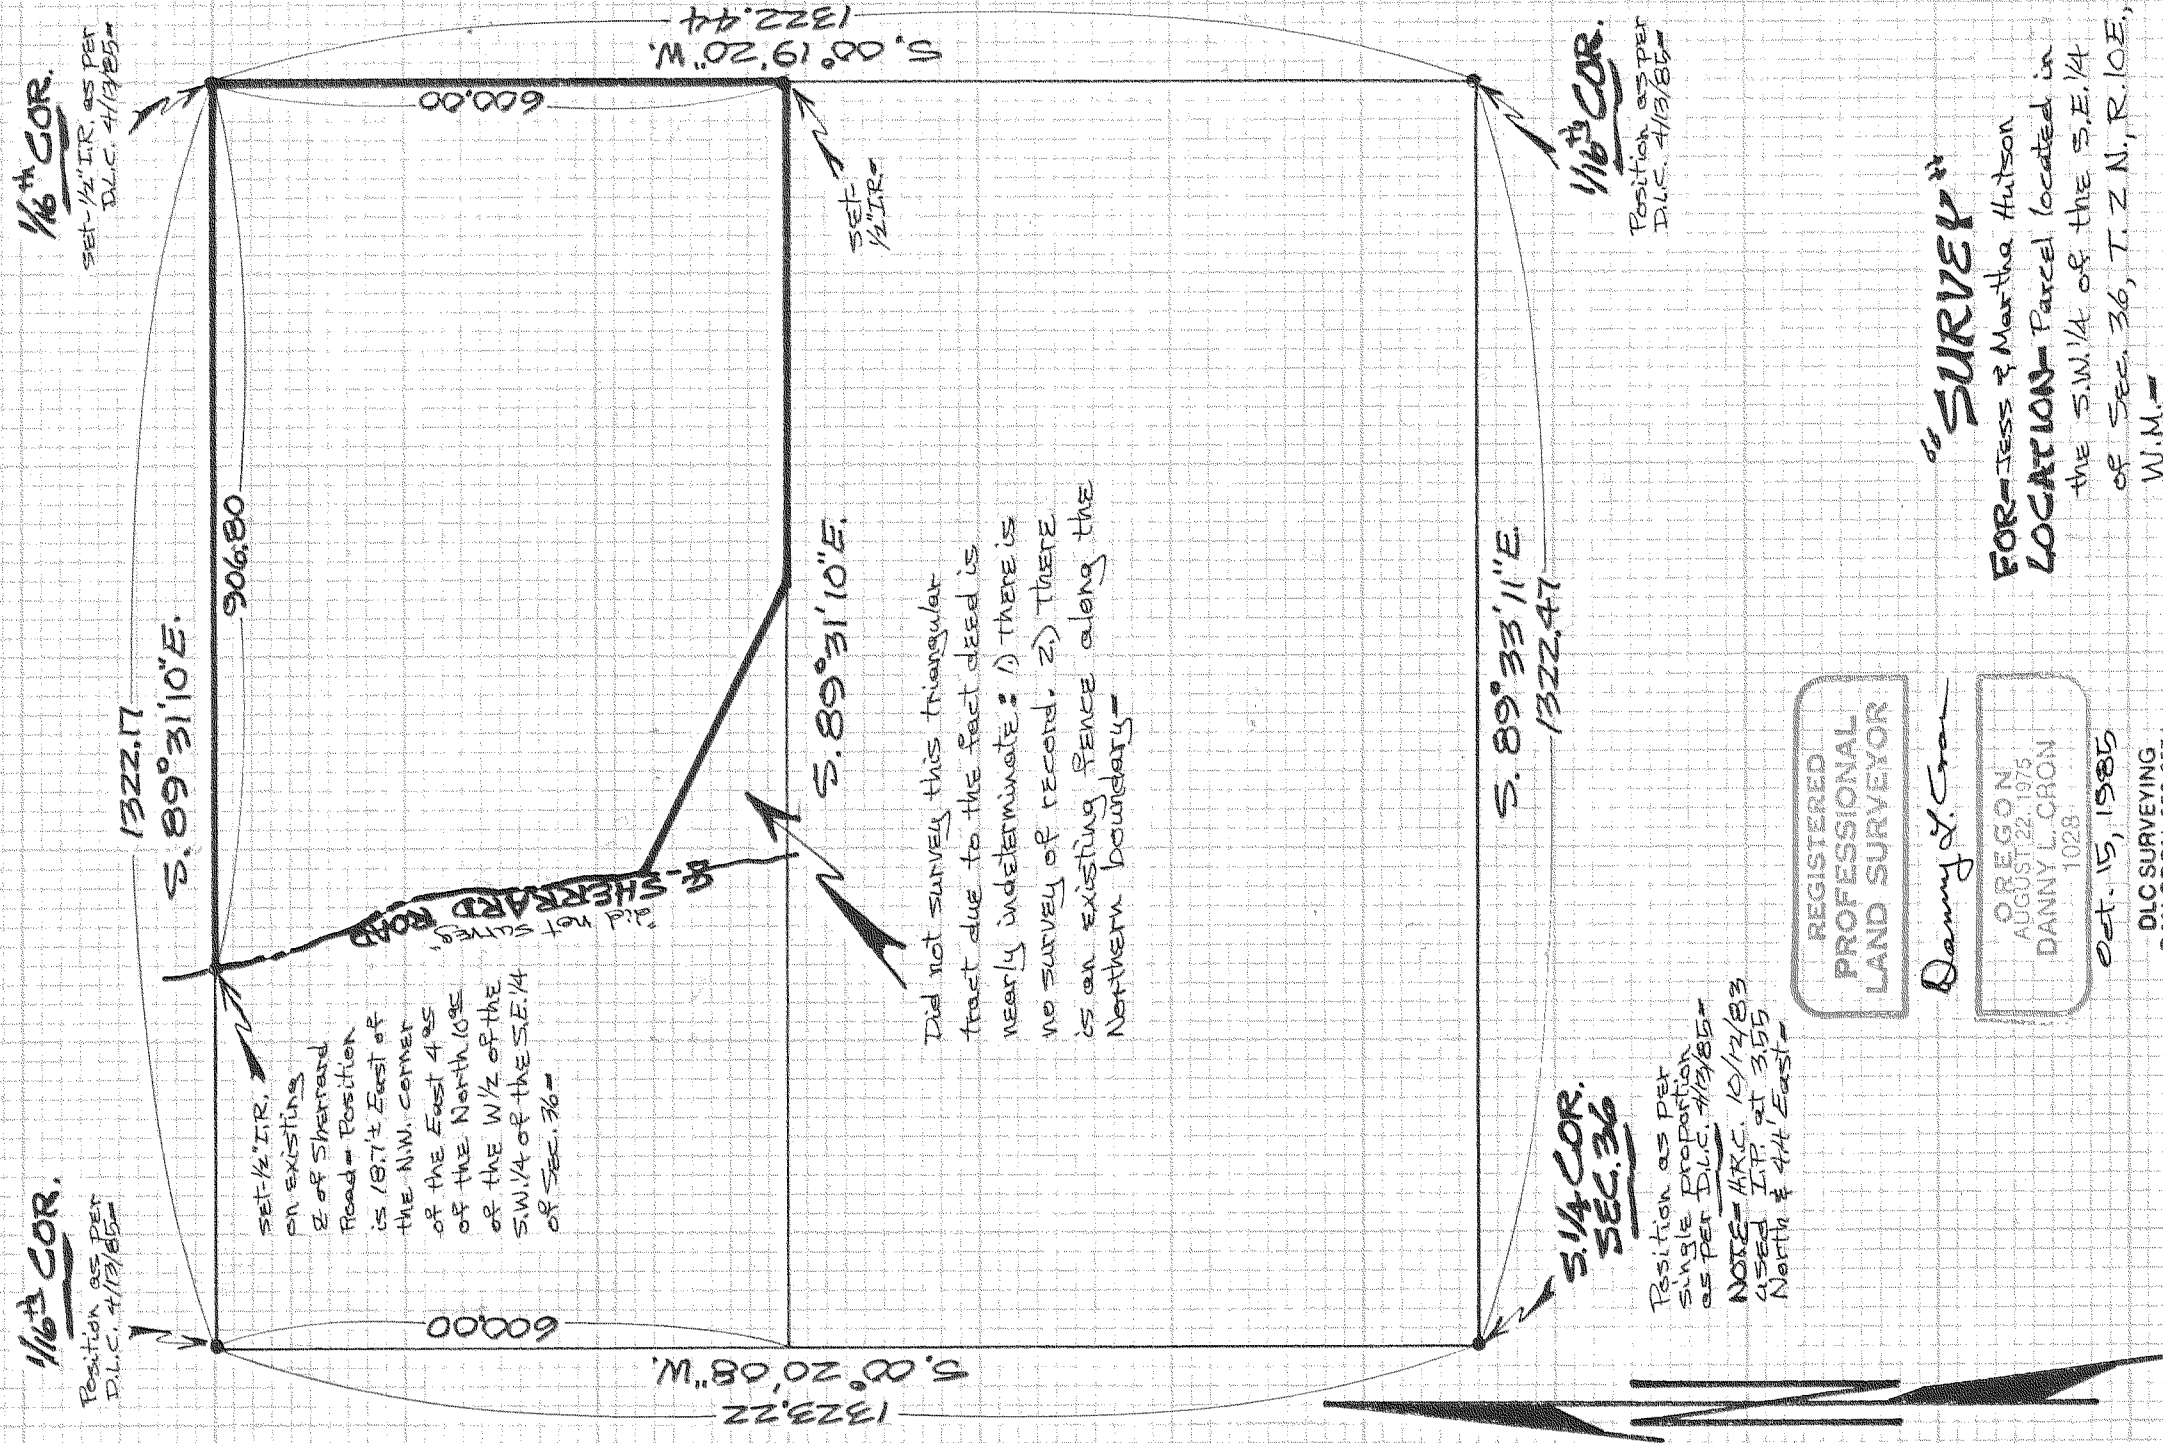 1/16th COR.
Position as per
D.L.C. 4/13/85
1322.17
S. 89°31'10"E.
906.80
1/16th COR.
set-1/2" I.R. as per
D.L.C. 4/13/85
set-1/2" I.R.
on existing
℄ of Sherrard
Road - Position
is 18.7'± East of
the N.W. corner
of the East 4 ac
of the North 10 ac
of the W 1/2 of the
S.W. 1/4 of the S.E. 1/4
of Sec. 36
600.00
S. 00° 20' 08" W.
1323.22
℄-SHERRARD ROAD
"did not survey"
600.00
S. 00° 19' 20" W.
1322.44
set-
1/2" I.R.
S. 89°31'10"E.
Did not survey this triangular
tract due to the fact deed is
nearly indeterminate: 1.) there is
no survey of record. 2.) there
is an existing fence along the
Northern boundary
S. 89°33'11"E.
1322.47
S. 1/4 COR.
SEC. 36
Position as per
single proportion
as per D.L.C. 4/13/85
NOTE= H.R.C. 10/12/83
used I.P. at 3.55
North & 4.4' East
1/16th COR.
Position as per
D.L.C. 4/13/85
REGISTERED
PROFESSIONAL
LAND SURVEYOR
Danny L. Cron
OREGON
AUGUST 22, 1975
DANNY L. CRON
1028
Oct. 15, 1985
DLC SURVEYING
"SURVEY"
FOR - Jess & Martha Hutson
LOCATION - Parcel located in
the S.W. 1/4 of the S.E. 1/4
of Sec. 36, T. 2 N., R. 10 E.,
W.M.